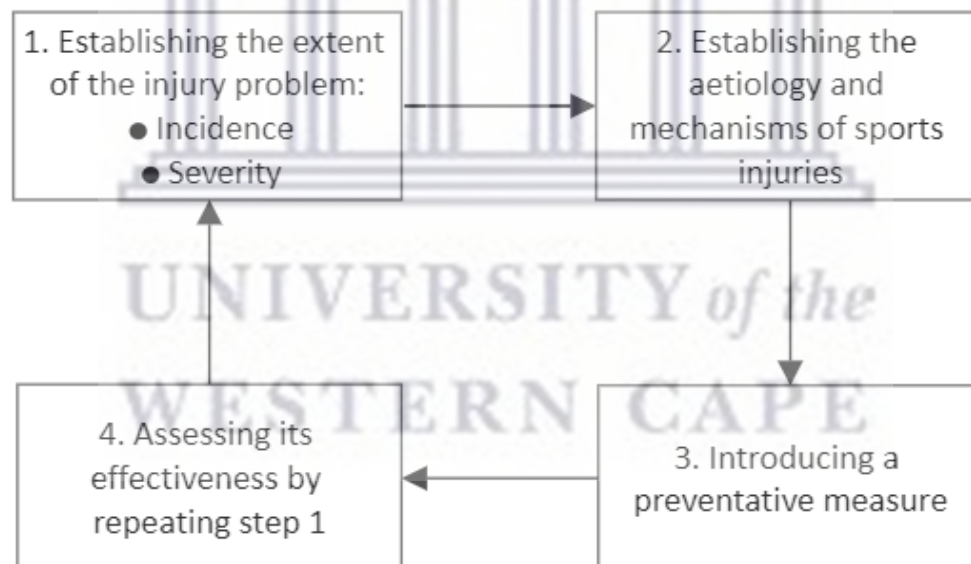 1. Establishing the extent
of the injury problem:
● Incidence
● Severity
2. Establishing the
aetiology and
mechanisms of sports
injuries
UNIVERSITY of the
WESTERN CAPE
3. Introducing a
preventative measure
4. Assessing its
effectiveness by
repeating step 1